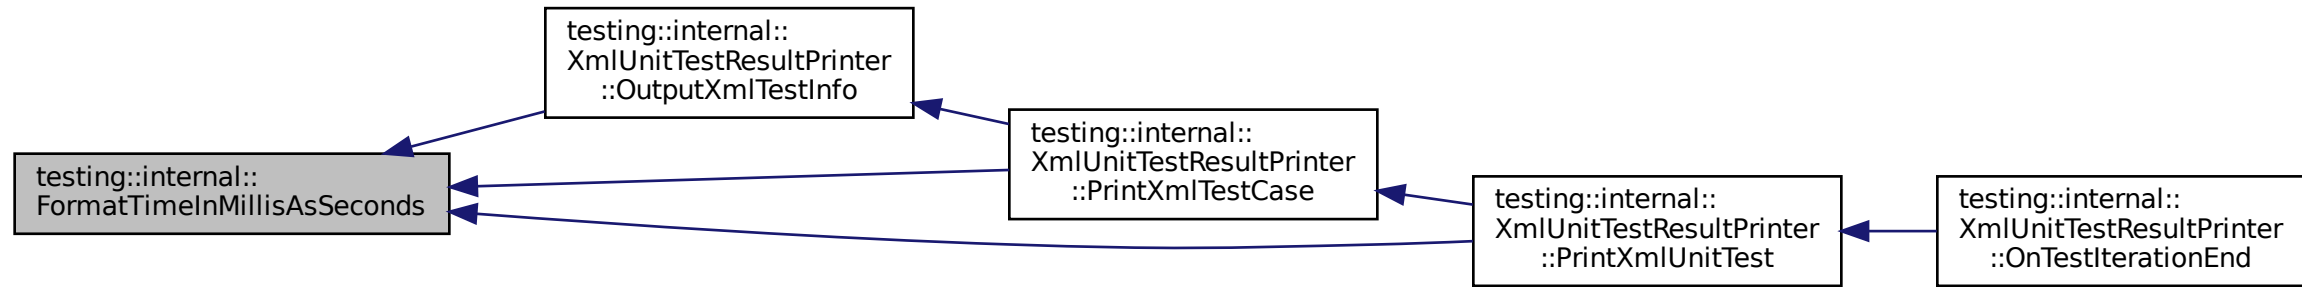 testing::internal::
XmlUnitTestResultPrinter
::OutputXmlTestInfo
testing::internal::
XmlUnitTestResultPrinter
::PrintXmlTestCase
testing::internal::
FormatTimeInMillisAsSeconds
testing::internal::
XmlUnitTestResultPrinter
::PrintXmlUnitTest
testing::internal::
XmlUnitTestResultPrinter
::OnTestIterationEnd